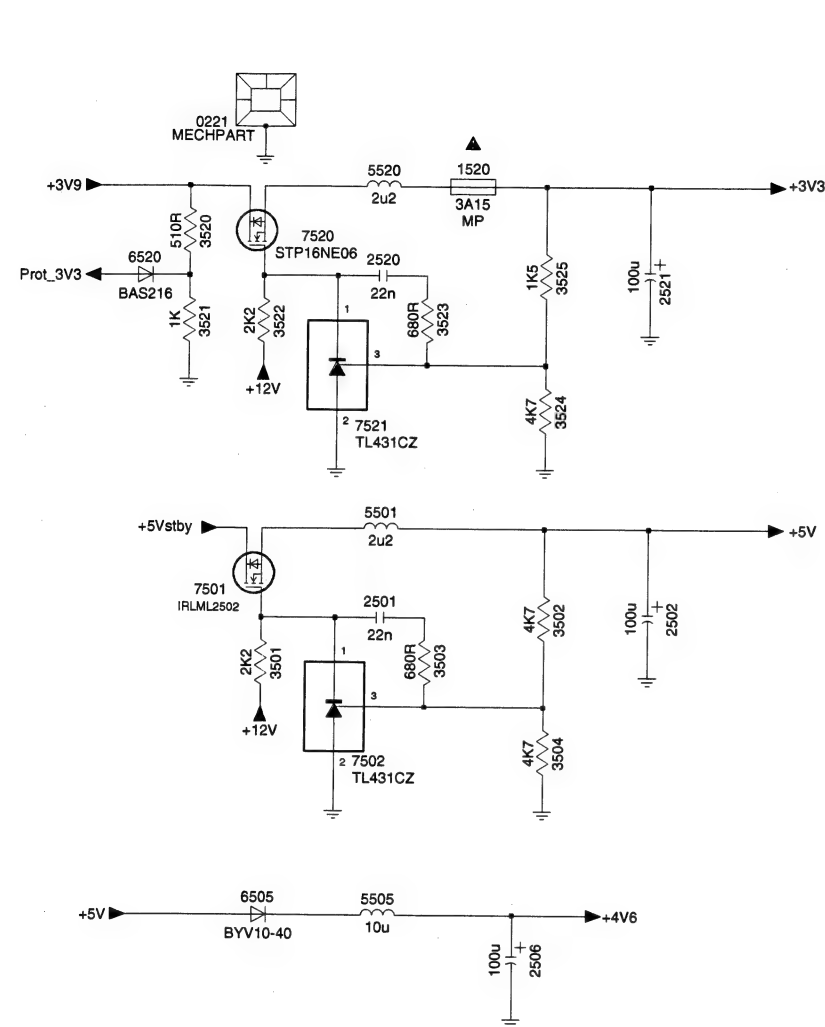 0221
MECHPART
5520
2u2
1520
3A15
MP
+3V9
+3V3
510R
3520
7520
STP16NE06
6520
BAS216
Prot_3V3
2520
22n
1K
3521
2K2
3522
+12V
680R
3523
1K5
3525
100u
+
2521
1
3
2
7521
TL431CZ
4K7
3524
+5Vstby
5501
2u2
+5V
7501
IRLML2502
2501
22n
2K2
3501
+12V
680R
3503
4K7
3502
100u
+
2502
1
3
2
7502
TL431CZ
4K7
3504
+5V
6505
BYV10-40
5505
10u
+4V6
100u
+
2506